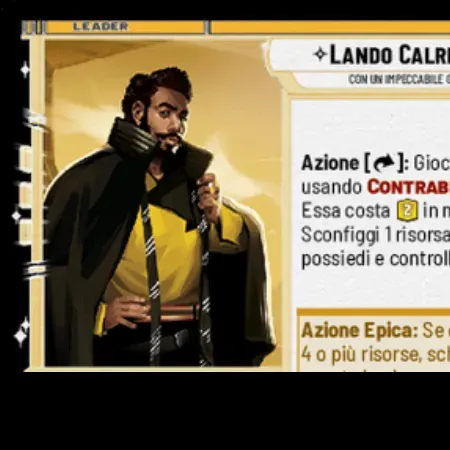 LEADER
LANDO CALR
CON UN IMPECCABILE
Azione [ ]: Gioc
usando CONTRAB
Essa costa 2 in
Sconfiggi 1 risorsa
possiedi e controll
Azione Epica: Se
4 o più risorse, sc